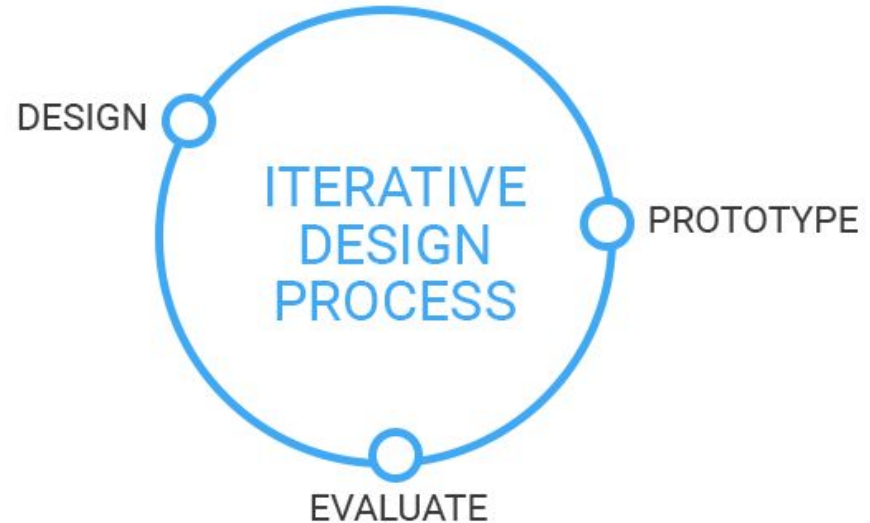 DESIGN
ITERATIVE
DESIGN
PROCESS
PROTOTYPE
EVALUATE